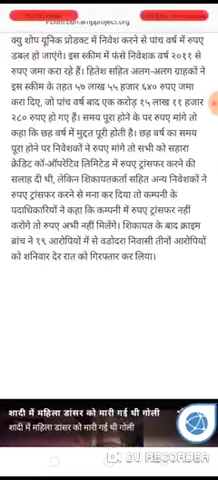 क्यु शोप यूनिक प्रोडक्ट में निवेश करने से पांच वर्ष में रुपए
डबल हो जाएंगे। इस स्कीम में फंसे निवेशक वर्ष २०११ से
रुपए जमा करा रहे हैं। हितेश सहित अलग-अलग ग्राहकों ने
इस स्कीम के तहत ५७ लाख ५५ हजार ६४० रुपए जमा
करा दिए, जो पांच वर्ष बाद एक करोड़ १५ लाख ११ हजार
२८० रुपए हो गए हैं। समय पूरा होने के पर रुपए मांगे तो
कहा कि छह वर्ष में मुद्दत पूरी होती है। छह वर्ष का समय
पूरा होने पर निवेशकों ने रुपए मांगे तो सभी को सहारा
क्रेडिट कॉ-ऑपरेटिव लिमिटेड में रुपए ट्रांसफर करने की
सलाह दी थी, लेकिन शिकायतकर्ता सहित अन्य निवेशकों ने
रुपए ट्रांसफर करने से मना कर दिया तो कम्पनी के
पदाधिकारियों ने कहा कि कम्पनी में रुपए ट्रांसफर नहीं
करोगे तो रुपए अभी नहीं मिलेंगे। शिकायत के बाद क्राइम
ब्रांच ने १९ आरोपियों में से वडोदरा निवासी तीनों आरोपियों
को शनिवार देर रात को गिरफ्तार कर लिया।
शादी में महिला डांसर को मारी गई थी गोली
शादी में महिला डांसर को मारी गई थी गोली
DU RECORDER